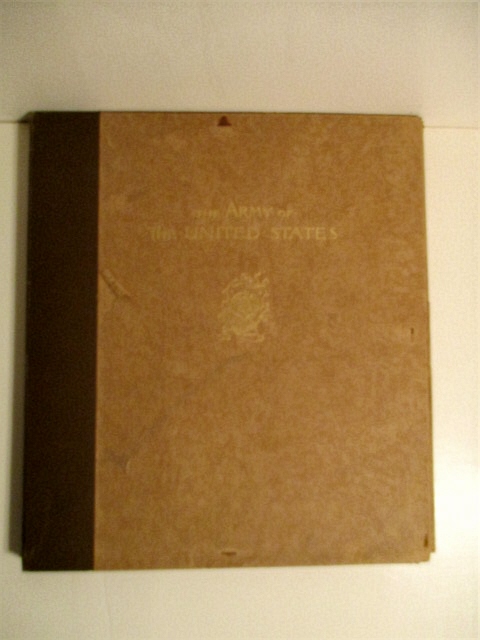 THE ARMY OF
THE UNITED STATES